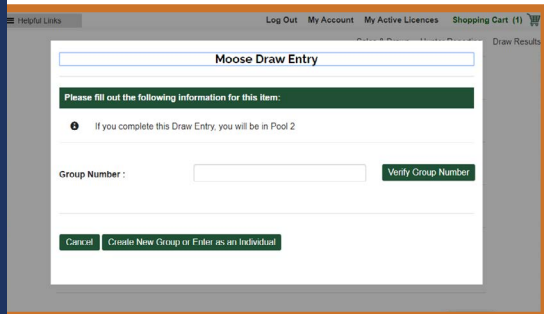 Helpful Links
Log Out My Account My Active Licences Shopping Cart (1)
Draw Results
Moose Draw Entry
Please fill out the following information for this item:
If you complete this Draw Entry, you will be in Pool 2
Group Number :
Verify Group Number
Cancel
Create New Group or Enter as an Individual